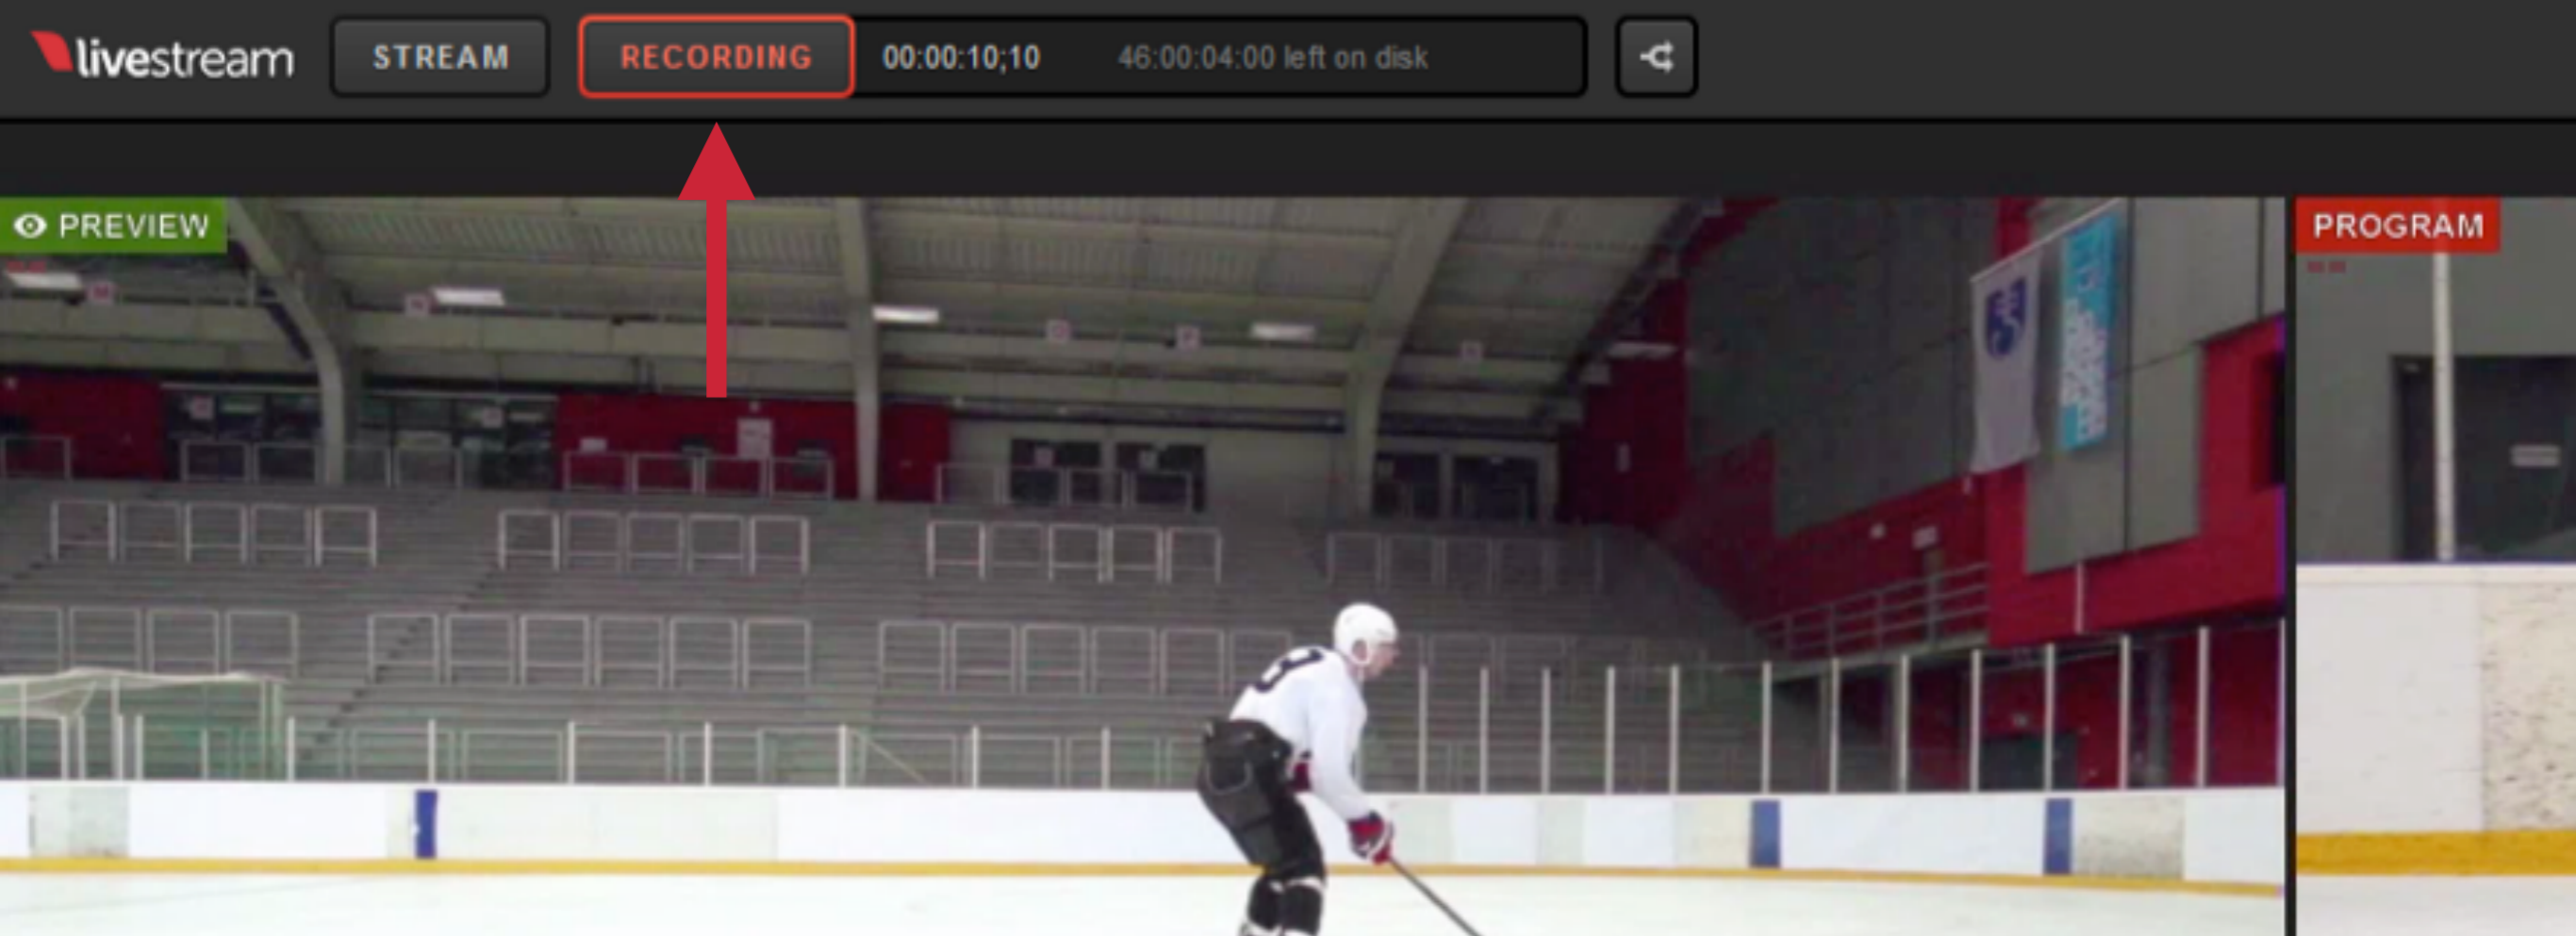 livestream
STREAM
RECORDING
00:00:10;10
46:00:04:00 left on disk
PREVIEW
PROGRAM